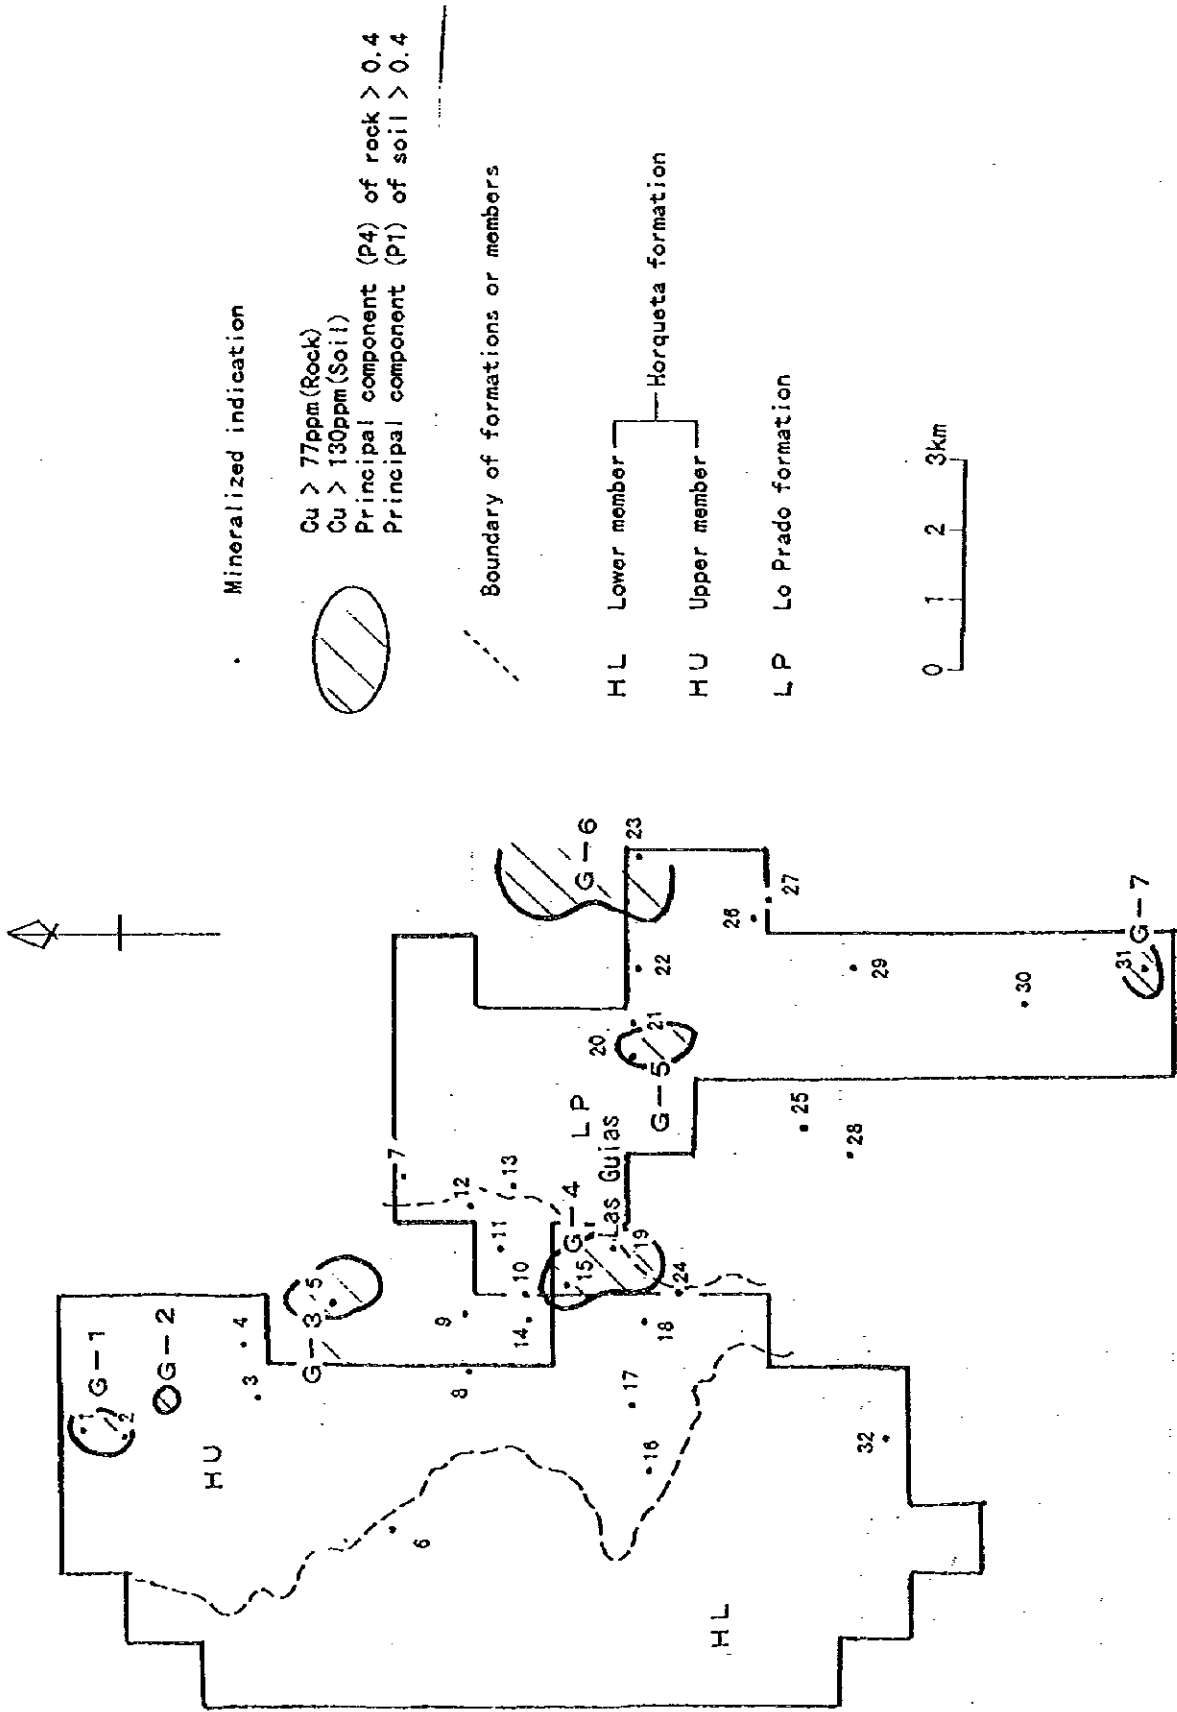 Mineralized indication
Cu > 77ppm(Rock)
Cu > 130ppm(Soil)
Principal component (P4) of rock > 0.4
Principal component (P1) of soil > 0.4
Boundary of formations or members
HL Lower member
HU Upper member
Horqueta formation
LP Lo Prado formation
0 1 2 3km
G-1
1
2
G-2
HU
3
4
G-3
5
6
7
8
9
10
11
12
13
14
G-4
15
LP
Las Guias
16
17
18
19
24
HL
32
20
21
G-5
22
G-6
23
25
26
27
28
29
30
31
G-7